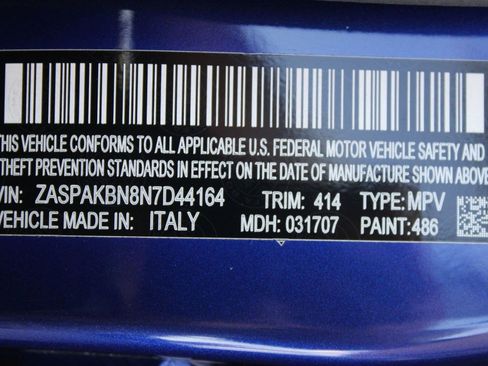 THIS VEHICLE CONFORMS TO ALL APPLICABLE U.S. FEDERAL MOTOR VEHICLE SAFETY AND
THEFT PREVENTION STANDARDS IN EFFECT ON THE DATE OF MANUFACTURE SHOWN ABOVE
VIN: ZASPAKBN8N7D44164 TRIM: 414 TYPE: MPV
VEHICLE MADE IN: ITALY MDH: 031707 PAINT: 486